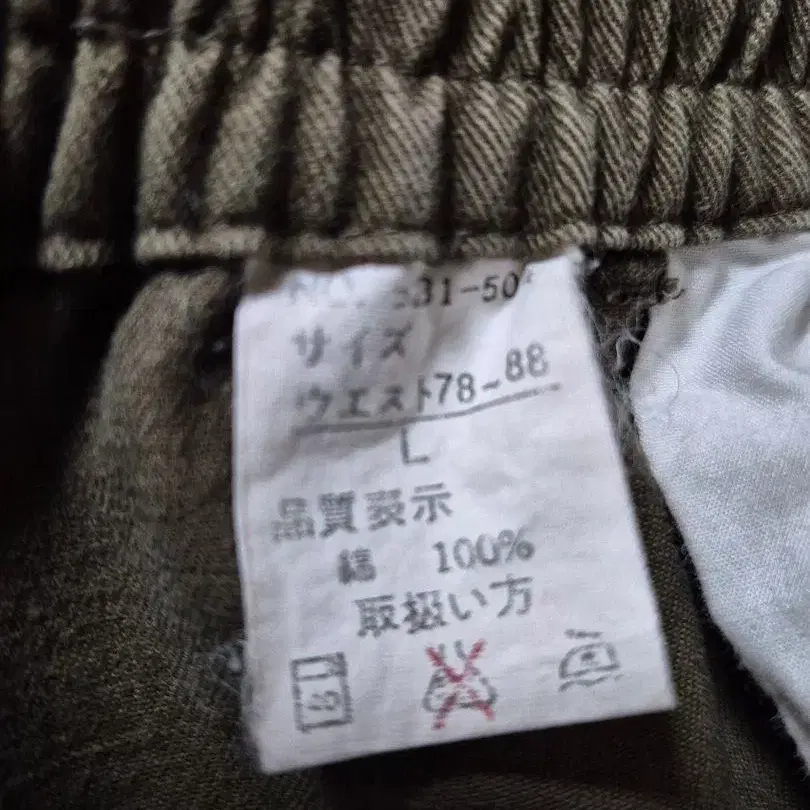 サイズ
ウエスト78~88
L
品質表示
綿 100%
取扱い方